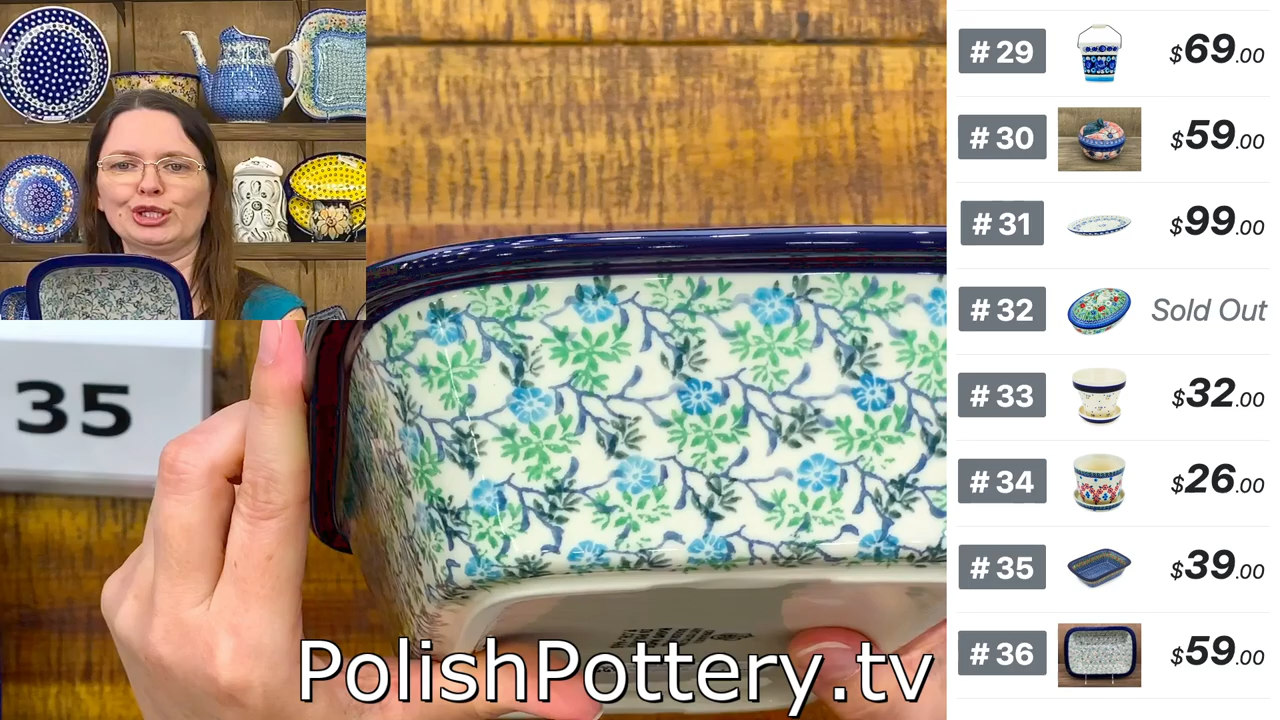 35
PolishPottery.tv
# 29 $69.00
# 30 $59.00
# 31 $99.00
# 32 Sold Out
# 33 $32.00
# 34 $26.00
# 35 $39.00
# 36 $59.00